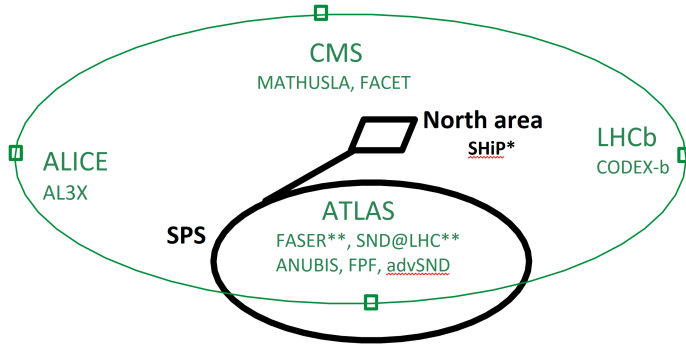 CMS
MATHUSLA, FACET
North area
SHiP*
LHCb
CODEX-b
ALICE
AL3X
ATLAS
SPS
FASER**, SND@LHC**
ANUBIS, FPF, advSND